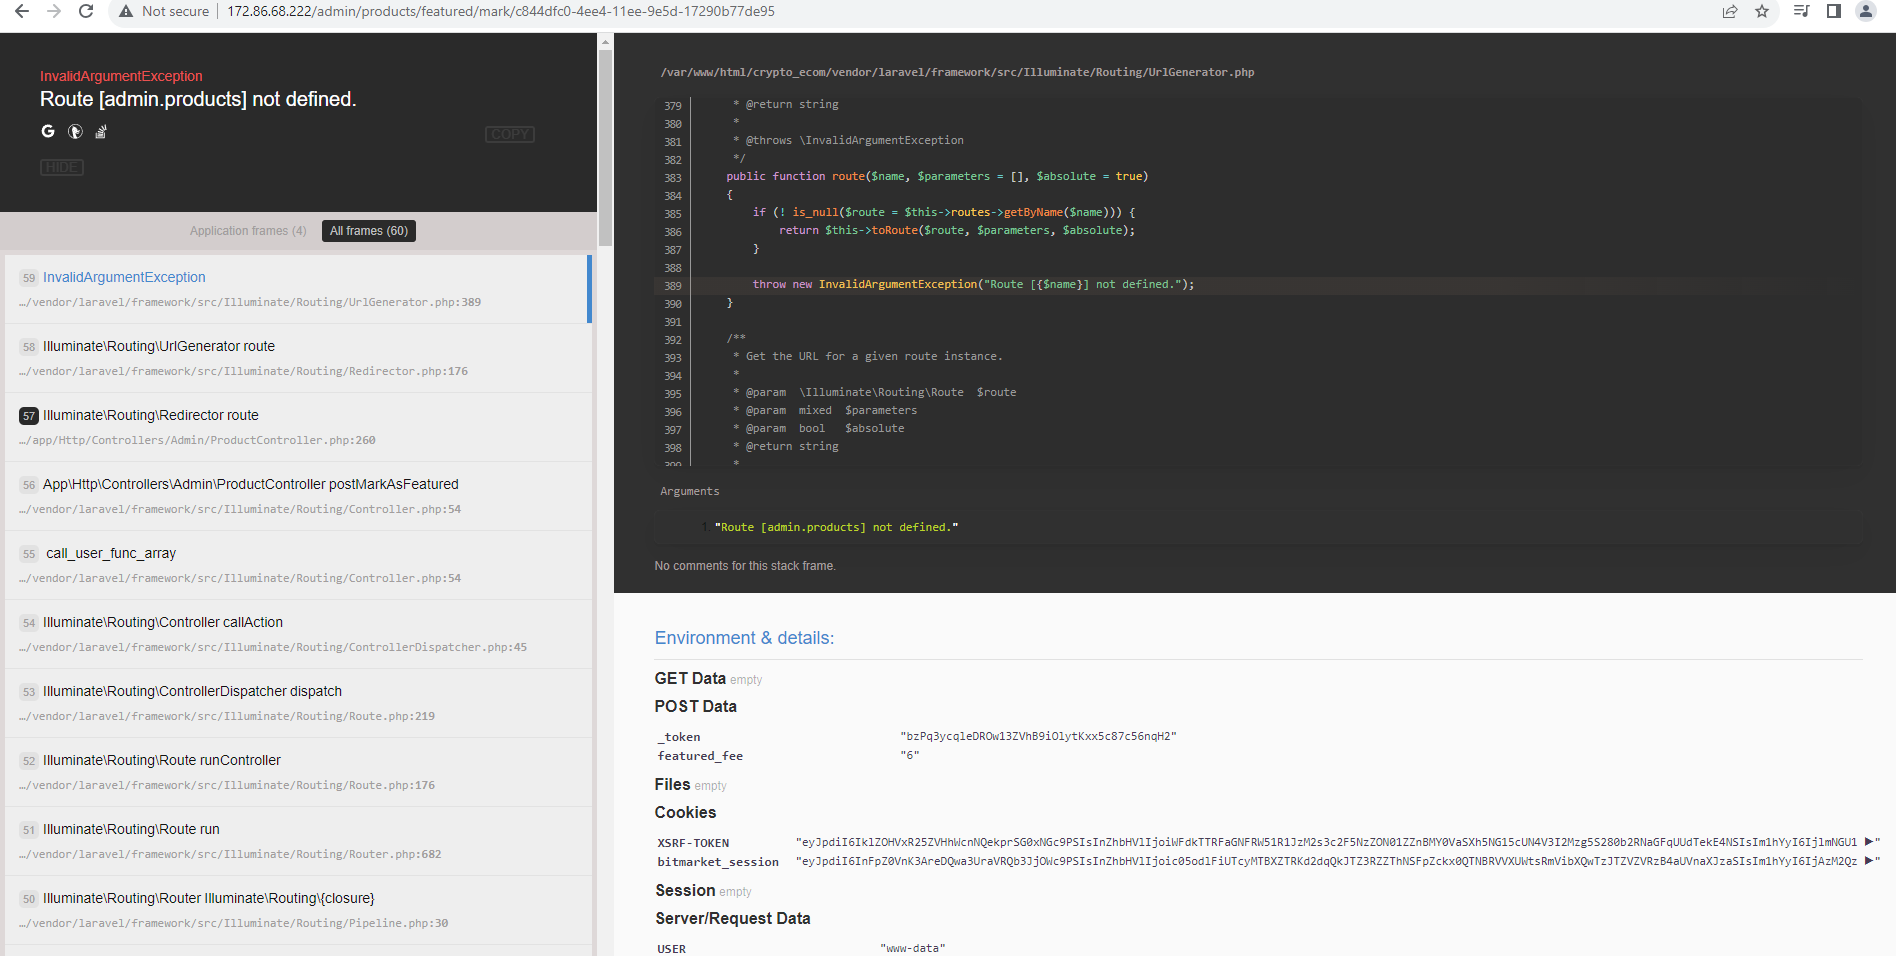 Not secure | 172.86.68.222/admin/products/featured/mark/c844dfc0-4ee4-11ee-9e5d-17290b77de95
InvalidArgumentException
Route [admin.products] not defined.
COPY
HIDE
Application frames (4) All frames (60)
59 InvalidArgumentException
…/vendor/laravel/framework/src/Illuminate/Routing/UrlGenerator.php:389
58 Illuminate\Routing\UrlGenerator route
…/vendor/laravel/framework/src/Illuminate/Routing/Redirector.php:176
57 Illuminate\Routing\Redirector route
…/app/Http/Controllers/Admin/ProductController.php:260
56 App\Http\Controllers\Admin\ProductController postMarkAsFeatured
…/vendor/laravel/framework/src/Illuminate/Routing/Controller.php:54
55 call_user_func_array
…/vendor/laravel/framework/src/Illuminate/Routing/Controller.php:54
54 Illuminate\Routing\Controller callAction
…/vendor/laravel/framework/src/Illuminate/Routing/ControllerDispatcher.php:45
53 Illuminate\Routing\ControllerDispatcher dispatch
…/vendor/laravel/framework/src/Illuminate/Routing/Route.php:219
52 Illuminate\Routing\Route runController
…/vendor/laravel/framework/src/Illuminate/Routing/Route.php:176
51 Illuminate\Routing\Route run
…/vendor/laravel/framework/src/Illuminate/Routing/Router.php:682
50 Illuminate\Routing\Router Illuminate\Routing\{closure}
…/vendor/laravel/framework/src/Illuminate/Routing/Pipeline.php:30
/var/www/html/crypto_ecom/vendor/laravel/framework/src/Illuminate/Routing/UrlGenerator.php
379 * @return string
380 *
381 * @throws \InvalidArgumentException
382 */
383 public function route($name, $parameters = [], $absolute = true)
384 {
385 if (! is_null($route = $this->routes->getByName($name))) {
386 return $this->toRoute($route, $parameters, $absolute);
387 }
388
389 throw new InvalidArgumentException("Route [{$name}] not defined.");
390 }
391
392 /**
393 * Get the URL for a given route instance.
394 *
395 * @param \Illuminate\Routing\Route $route
396 * @param mixed $parameters
397 * @param bool $absolute
398 * @return string
399 *
Arguments
1. "Route [admin.products] not defined."
No comments for this stack frame.
Environment & details:
GET Data empty
POST Data
_token "bzPq3ycqleDROw13ZVhB9iOlytKxx5c87c56nqH2"
featured_fee "6"
Files empty
Cookies
XSRF-TOKEN
bitmarket_session
Session empty
Server/Request Data
USER "www-data"